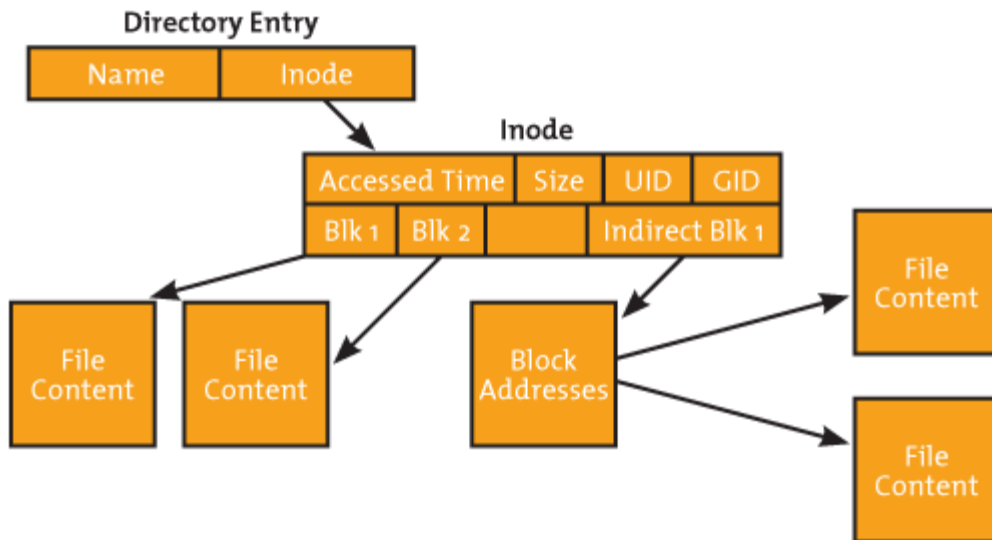 Directory Entry
Name
Inode
Inode
Accessed Time
Size
UID
GID
Blk 1
Blk 2
Indirect Blk 1
File
Content
File
Content
Block
Addresses
File
Content
File
Content